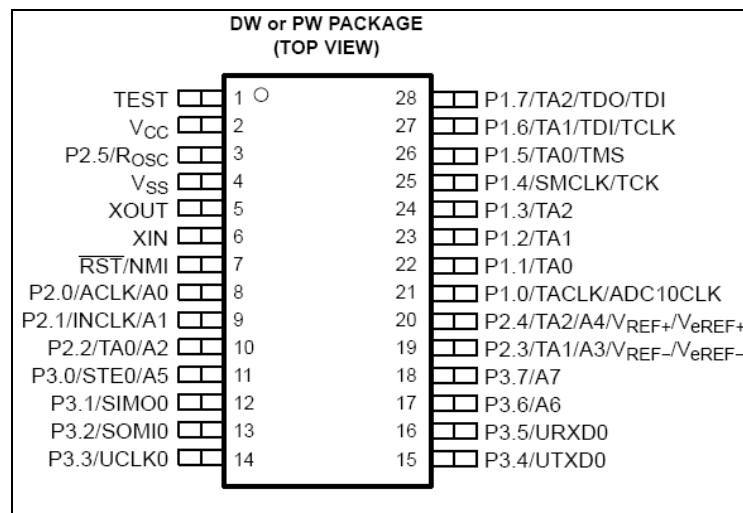 DW or PW PACKAGE
(TOP VIEW)
TEST 1 28 P1.7/TA2/TDO/TDI
VCC 2 27 P1.6/TA1/TDI/TCLK
P2.5/ROSC 3 26 P1.5/TA0/TMS
VSS 4 25 P1.4/SMCLK/TCK
XOUT 5 24 P1.3/TA2
XIN 6 23 P1.2/TA1
RST/NMI 7 22 P1.1/TA0
P2.0/ACLK/A0 8 21 P1.0/TACLK/ADC10CLK
P2.1/INCLK/A1 9 20 P2.4/TA2/A4/VREF+/VeREF+
P2.2/TA0/A2 10 19 P2.3/TA1/A3/VREF−/VeREF−
P3.0/STE0/A5 11 18 P3.7/A7
P3.1/SIMO0 12 17 P3.6/A6
P3.2/SOMI0 13 16 P3.5/URXD0
P3.3/UCLK0 14 15 P3.4/UTXD0